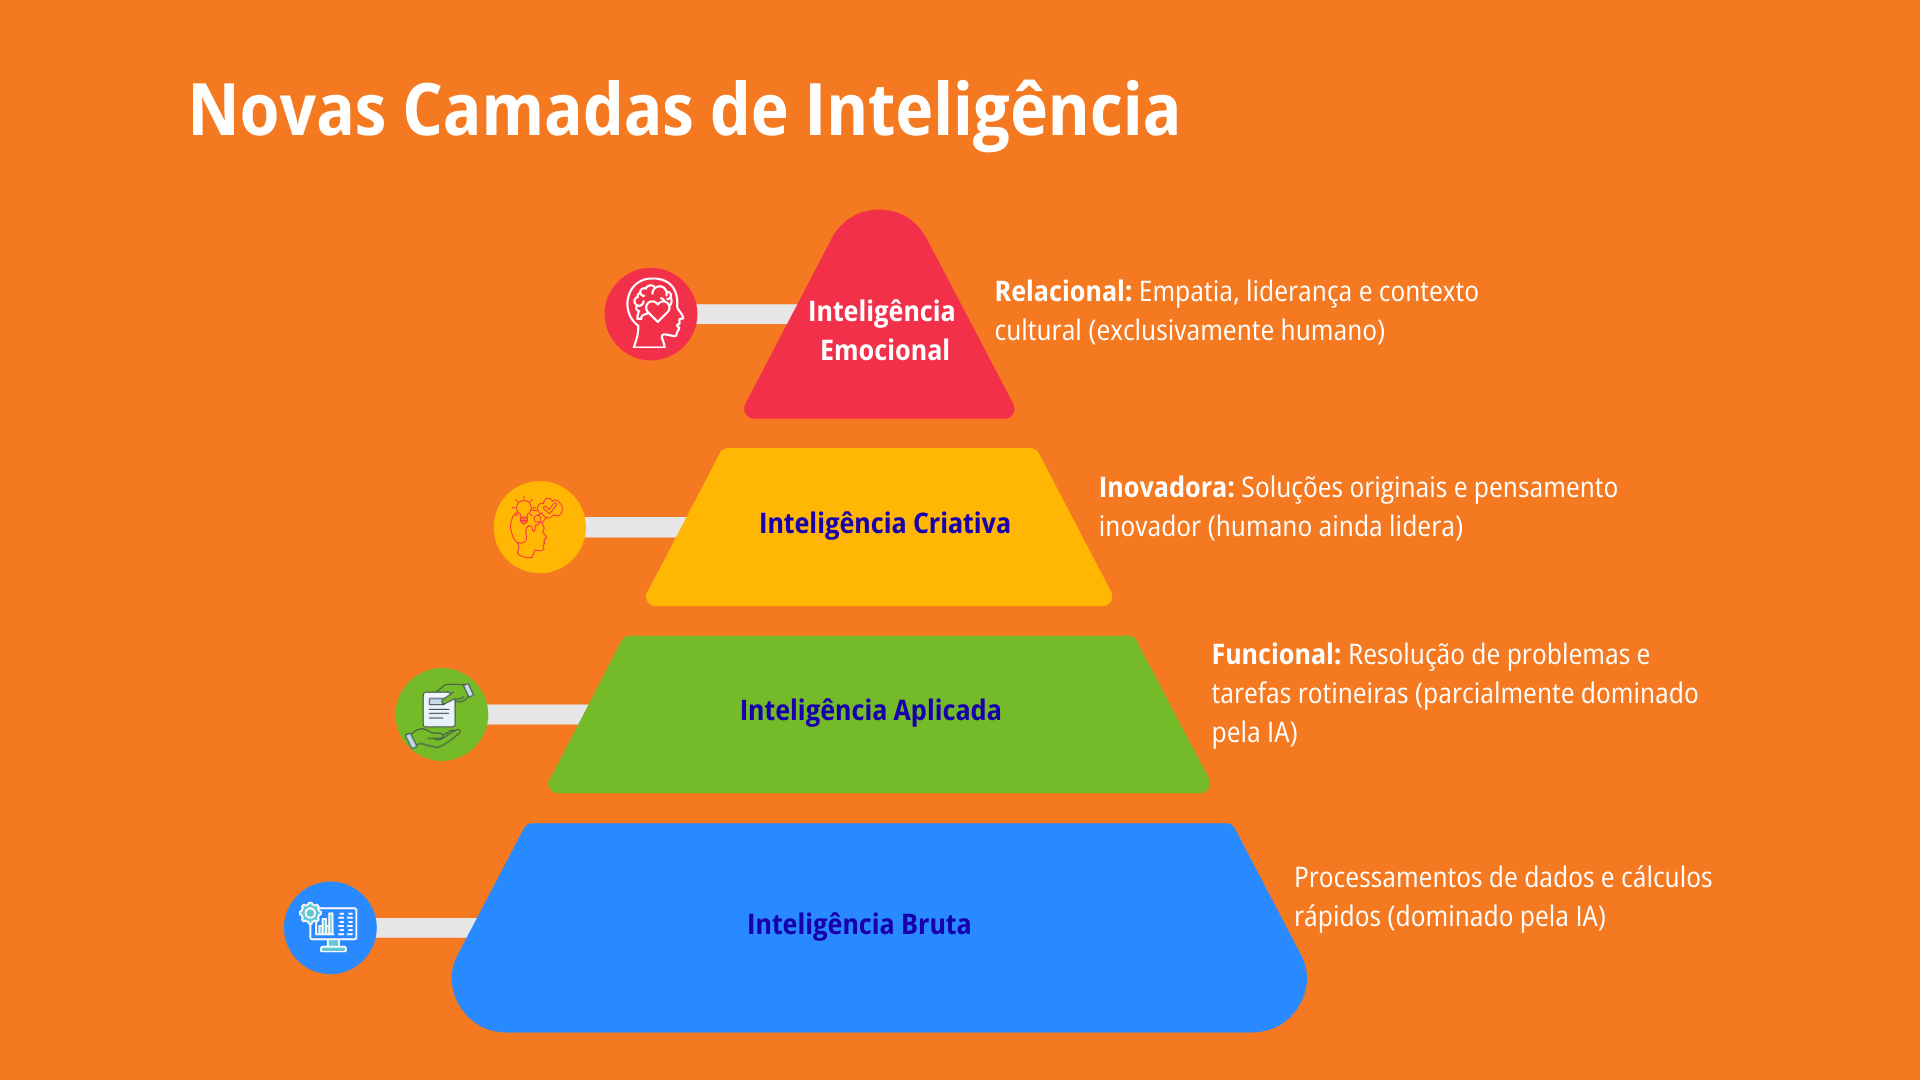 Novas Camadas de Inteligência
Inteligência
Emocional
Relacional: Empatia, liderança e contexto
cultural (exclusivamente humano)
Inteligência Criativa
Inovadora: Soluções originais e pensamento
inovador (humano ainda lidera)
Inteligência Aplicada
Funcional: Resolução de problemas e
tarefas rotineiras (parcialmente dominado
pela IA)
Inteligência Bruta
Processamentos de dados e cálculos
rápidos (dominado pela IA)